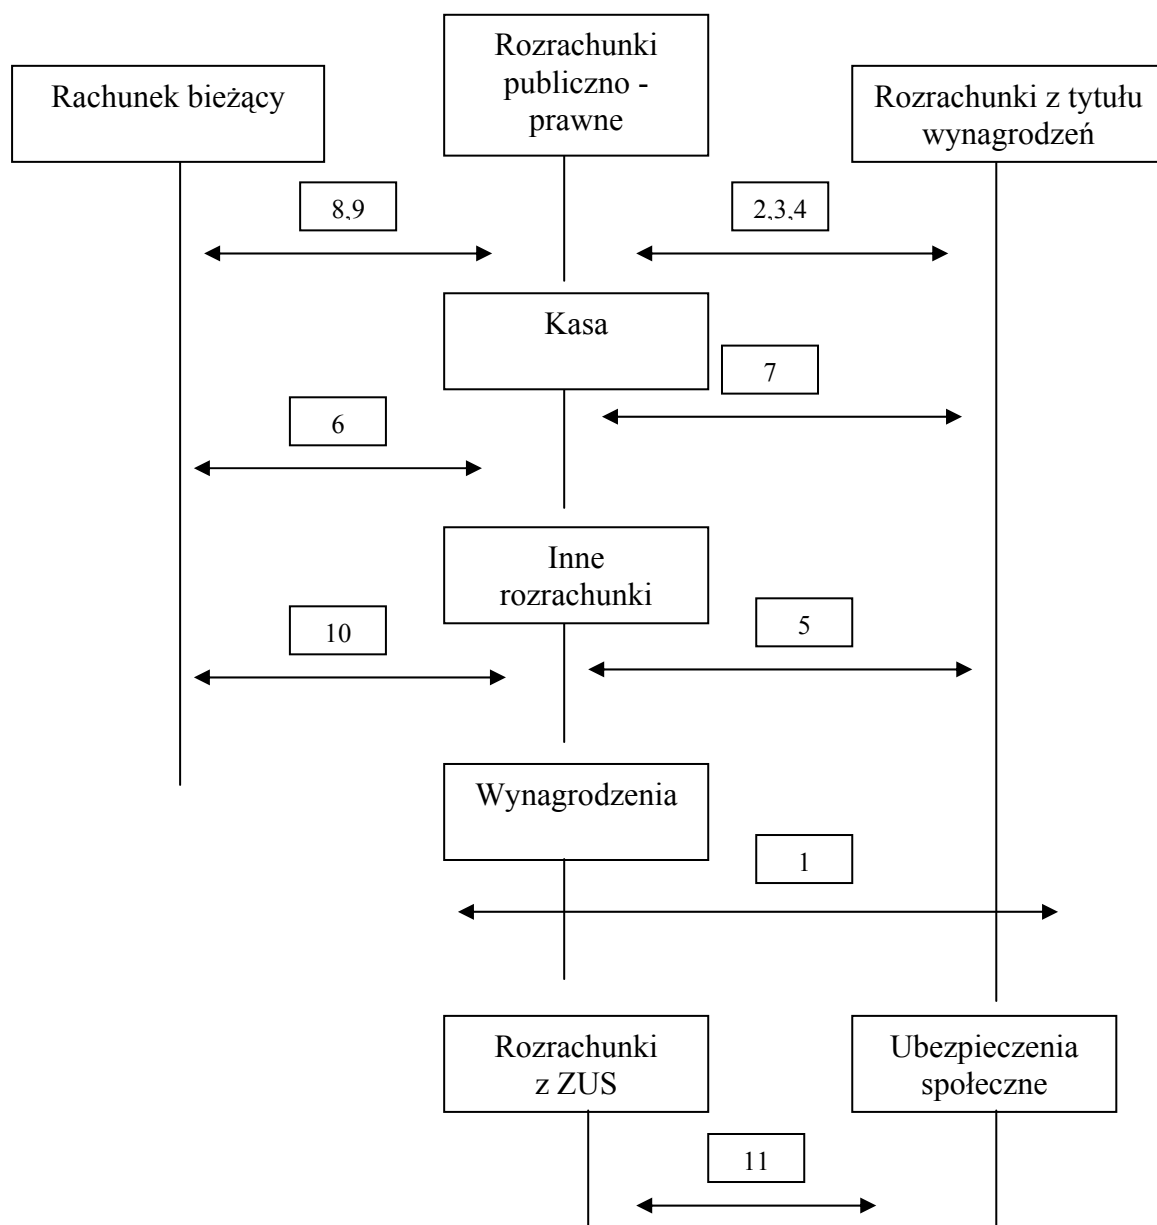 Rachunek bieżący
Rozrachunki
publiczno -
prawne
Rozrachunki z tytułu
wynagrodzeń
8,9
2,3,4
Kasa
7
6
Inne
rozrachunki
10
5
Wynagrodzenia
1
Rozrachunki
z ZUS
Ubezpieczenia
społeczne
11